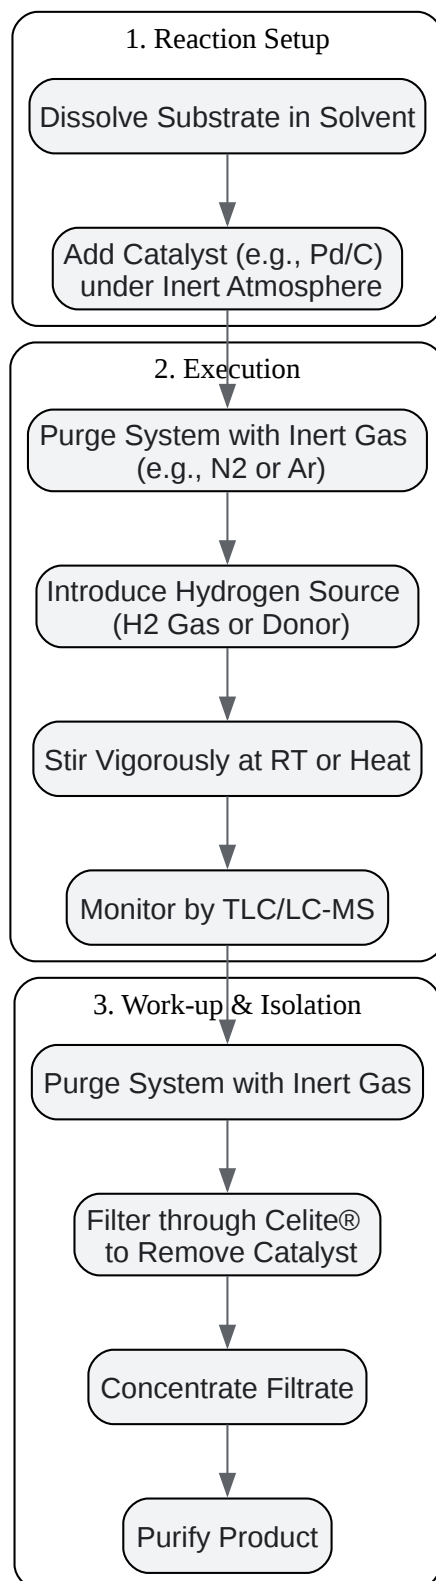 1. Reaction Setup
Dissolve Substrate in Solvent
Add Catalyst (e.g., Pd/C)
under Inert Atmosphere
2. Execution
Purge System with Inert Gas
(e.g., N2 or Ar)
Introduce Hydrogen Source
(H2 Gas or Donor)
Stir Vigorously at RT or Heat
Monitor by TLC/LC-MS
3. Work-up & Isolation
Purge System with Inert Gas
Filter through Celite®
to Remove Catalyst
Concentrate Filtrate
Purify Product